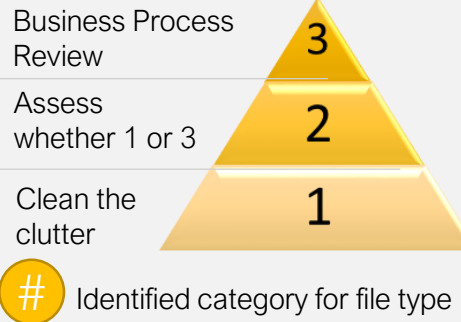 Business Process
Review
3
Assess
whether 1 or 3
2
Clean the
clutter
1
# Identified category for file type